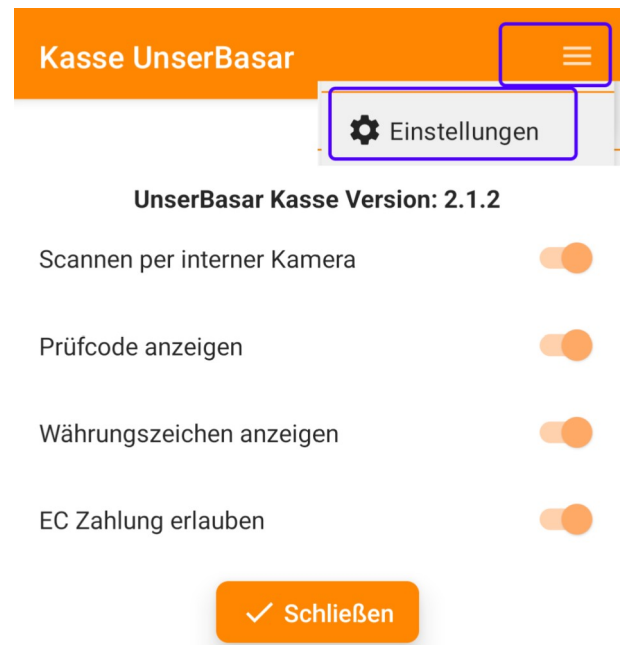 Kasse UnserBasar
Einstellungen
UnserBasar Kasse Version: 2.1.2
Scannen per interner Kamera
Prüfcode anzeigen
Währungszeichen anzeigen
EC Zahlung erlauben
Schließen